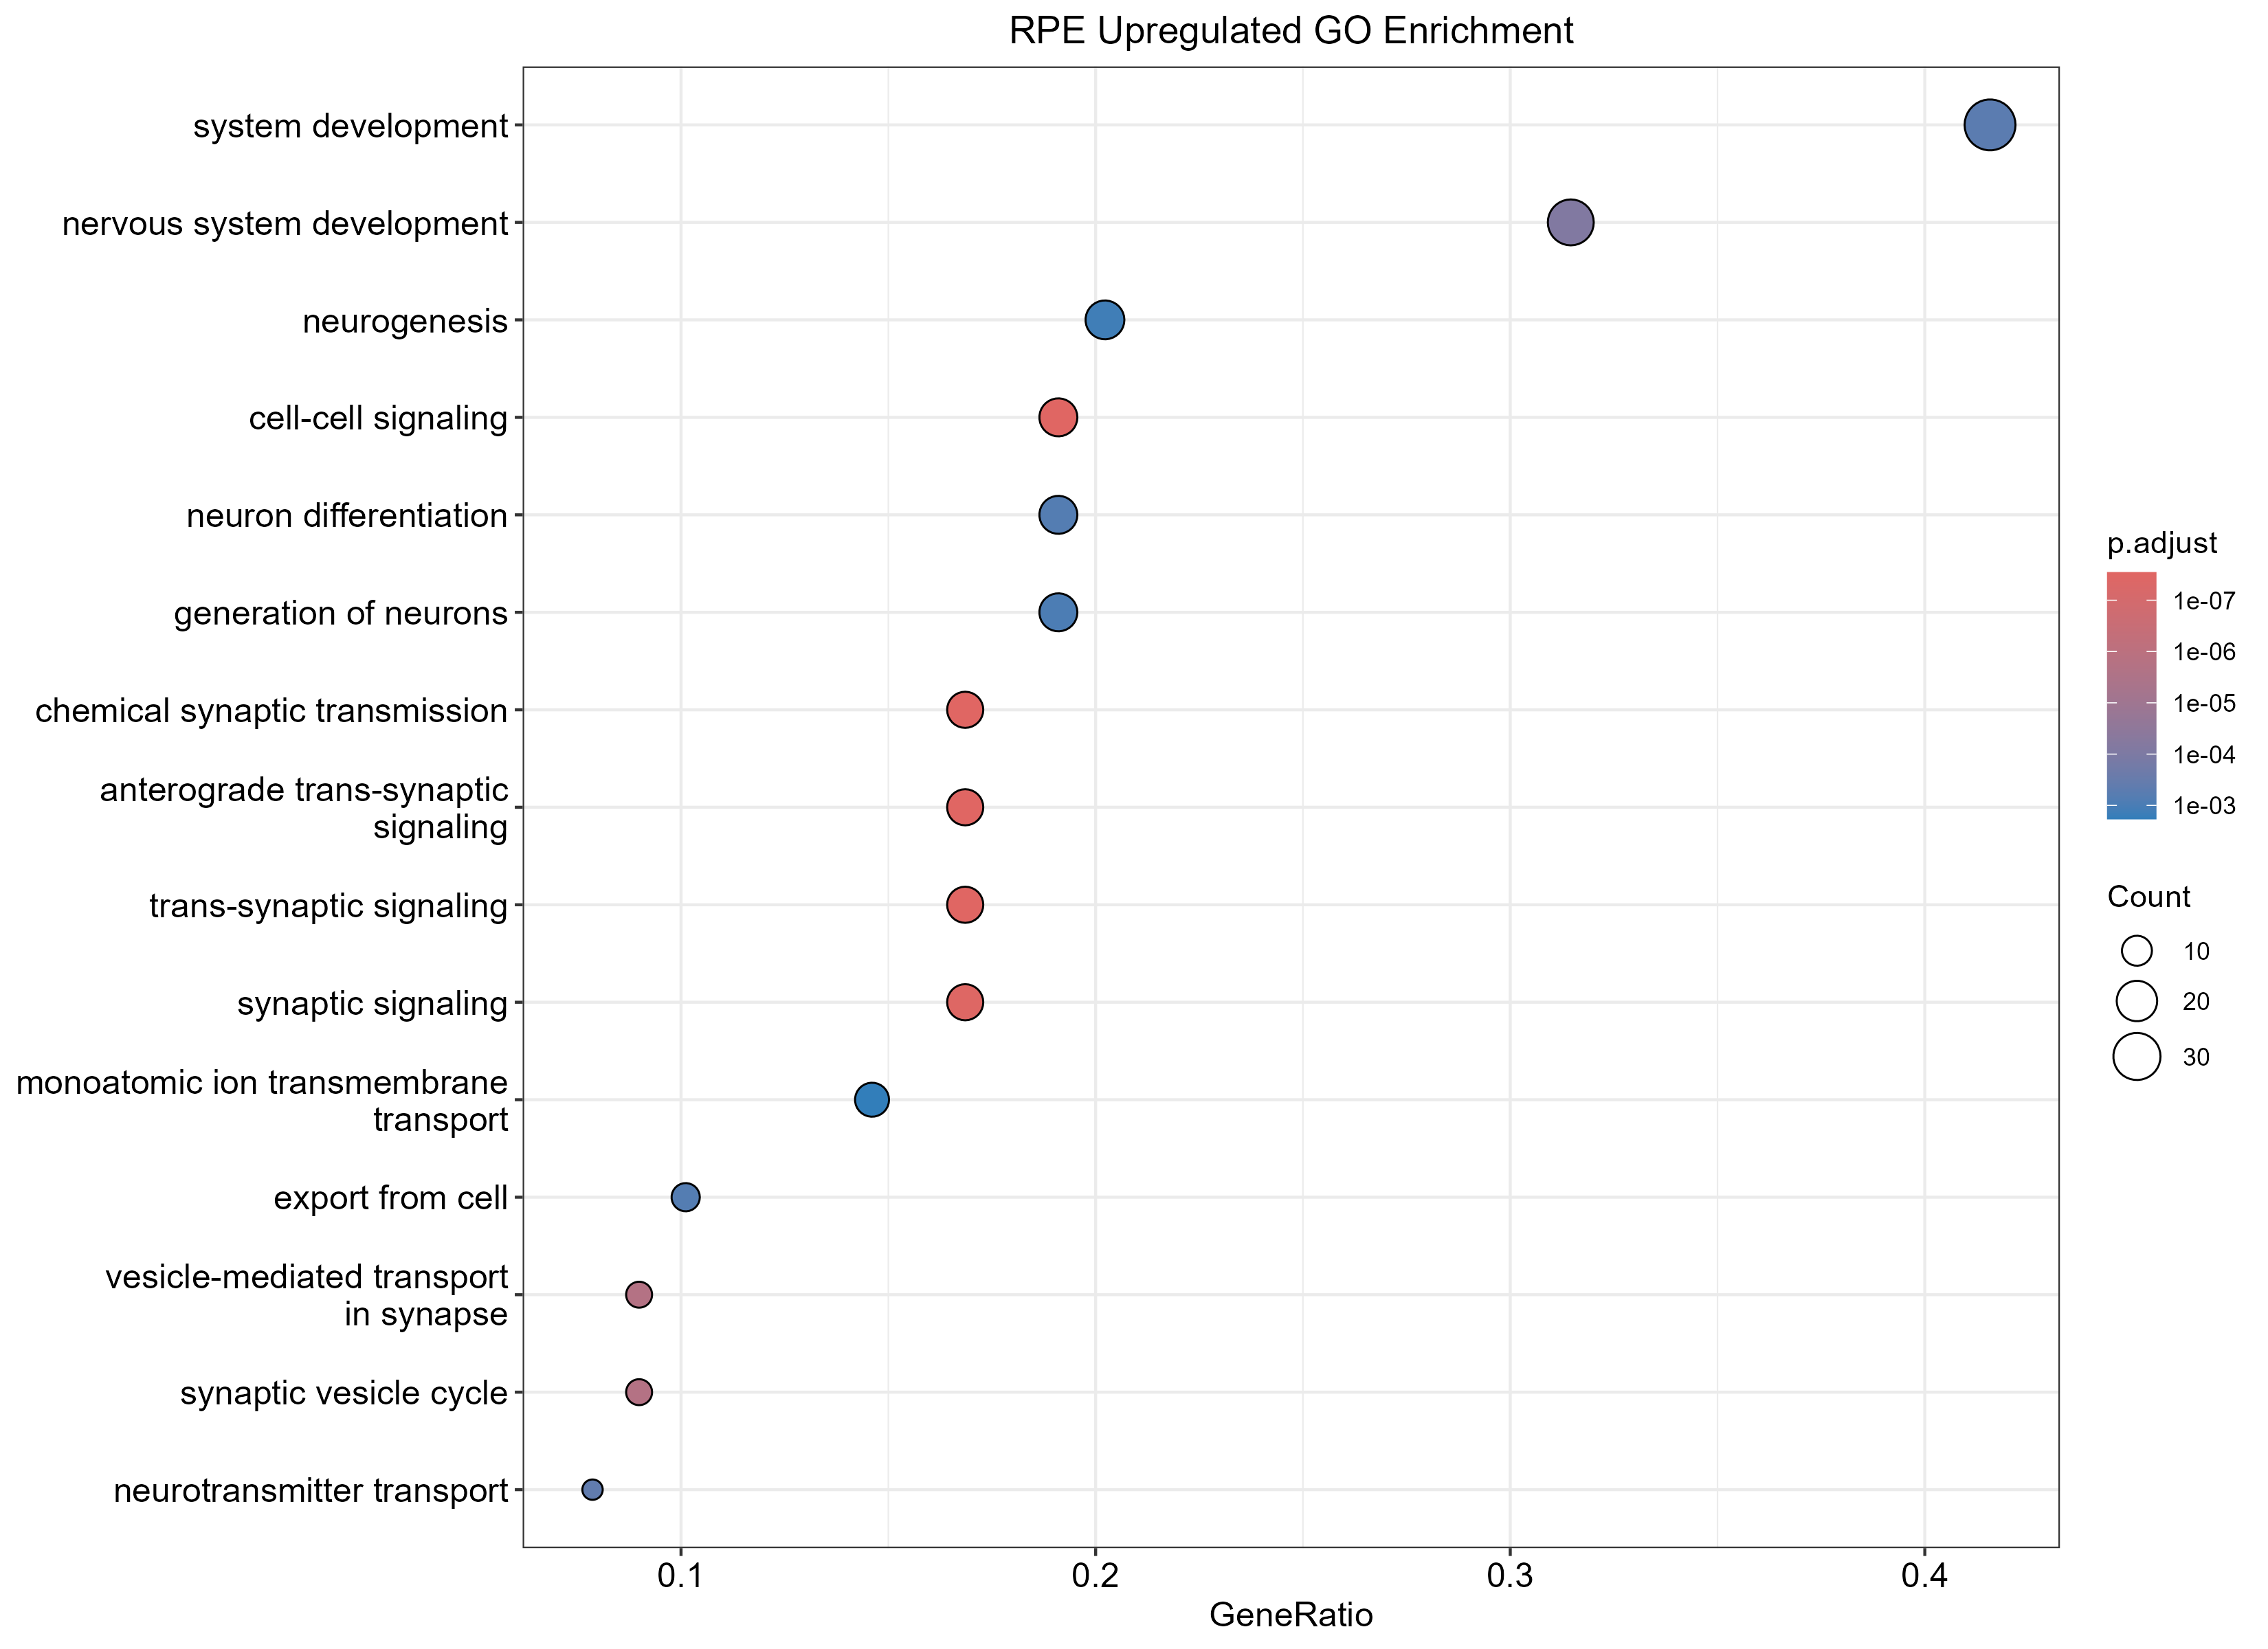 RPE Upregulated GO Enrichment
system development
nervous system development
neurogenesis
cell-cell signaling
neuron differentiation
generation of neurons
chemical synaptic transmission
anterograde trans-synaptic
signaling
trans-synaptic signaling
synaptic signaling
monoatomic ion transmembrane
transport
export from cell
vesicle-mediated transport
in synapse
synaptic vesicle cycle
neurotransmitter transport
0.1 0.2 0.3 0.4
GeneRatio
p.adjust
1e-07
1e-06
1e-05
1e-04
1e-03
Count
10
20
30